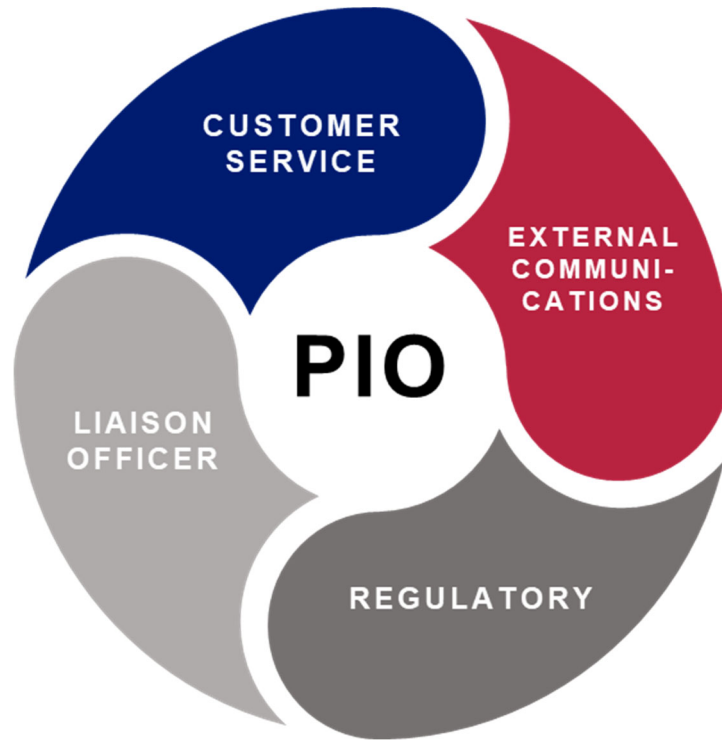 CUSTOMER
SERVICE
EXTERNAL
COMMUNI-
CATIONS
PIO
LIAISON
OFFICER
REGULATORY